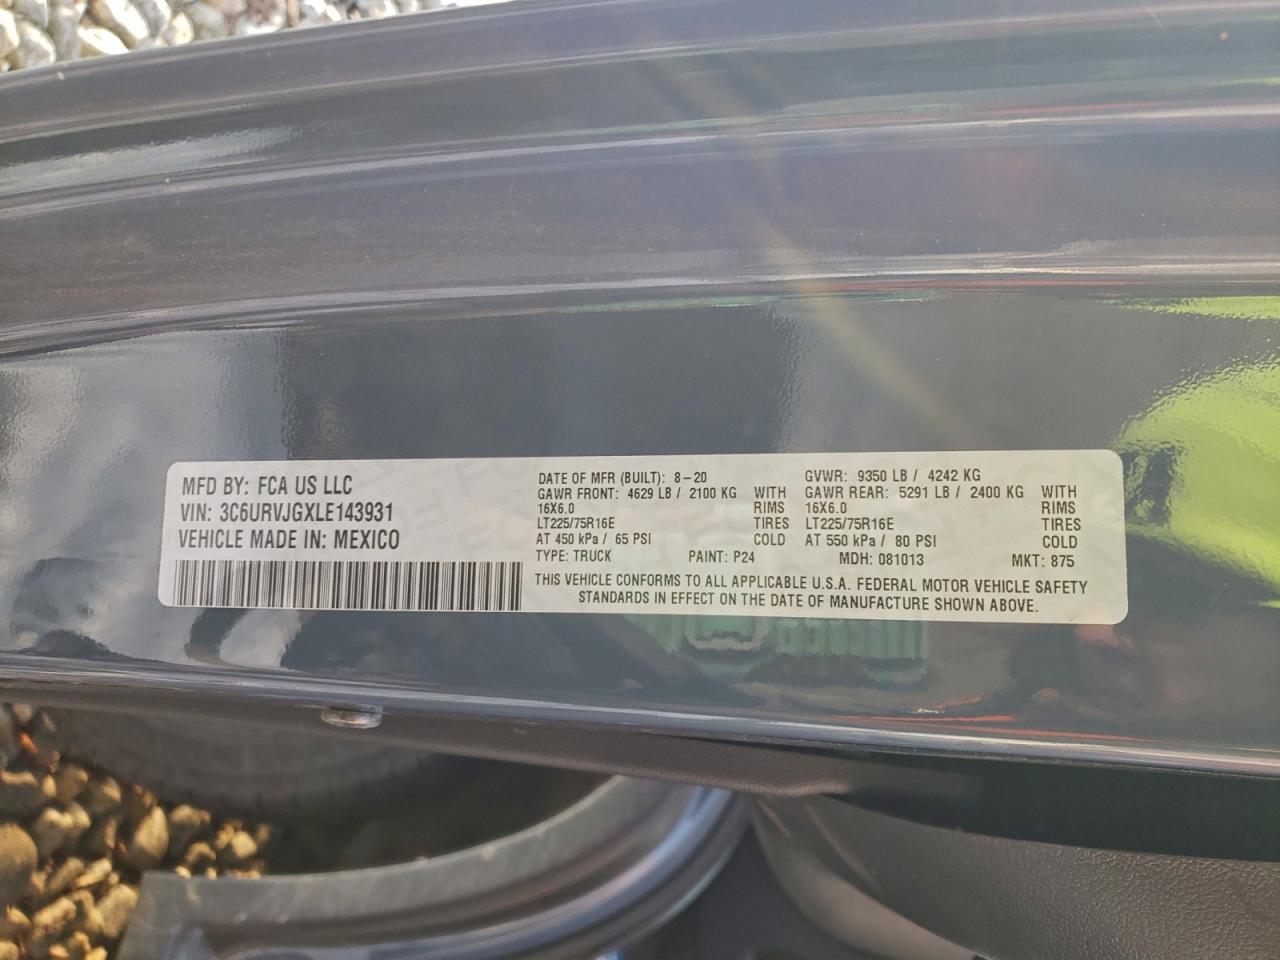 MFD BY: FCA US LLC
VIN: 3C6URVJGXLE143931
VEHICLE MADE IN: MEXICO
DATE OF MFR (BUILT): 8-20
GAWR FRONT: 4629 LB / 2100 KG WITH
16X6.0 RIMS
LT225/75R16E TIRES
AT 450 kPa / 65 PSI COLD
GVWR: 9350 LB / 4242 KG
GAWR REAR: 5291 LB / 2400 KG WITH
16X6.0 RIMS
LT225/75R16E TIRES
AT 550 kPa / 80 PSI COLD
TYPE: TRUCK PAINT: P24 MDH: 081013 MKT: 875
THIS VEHICLE CONFORMS TO ALL APPLICABLE U.S.A. FEDERAL MOTOR VEHICLE SAFETY
STANDARDS IN EFFECT ON THE DATE OF MANUFACTURE SHOWN ABOVE.